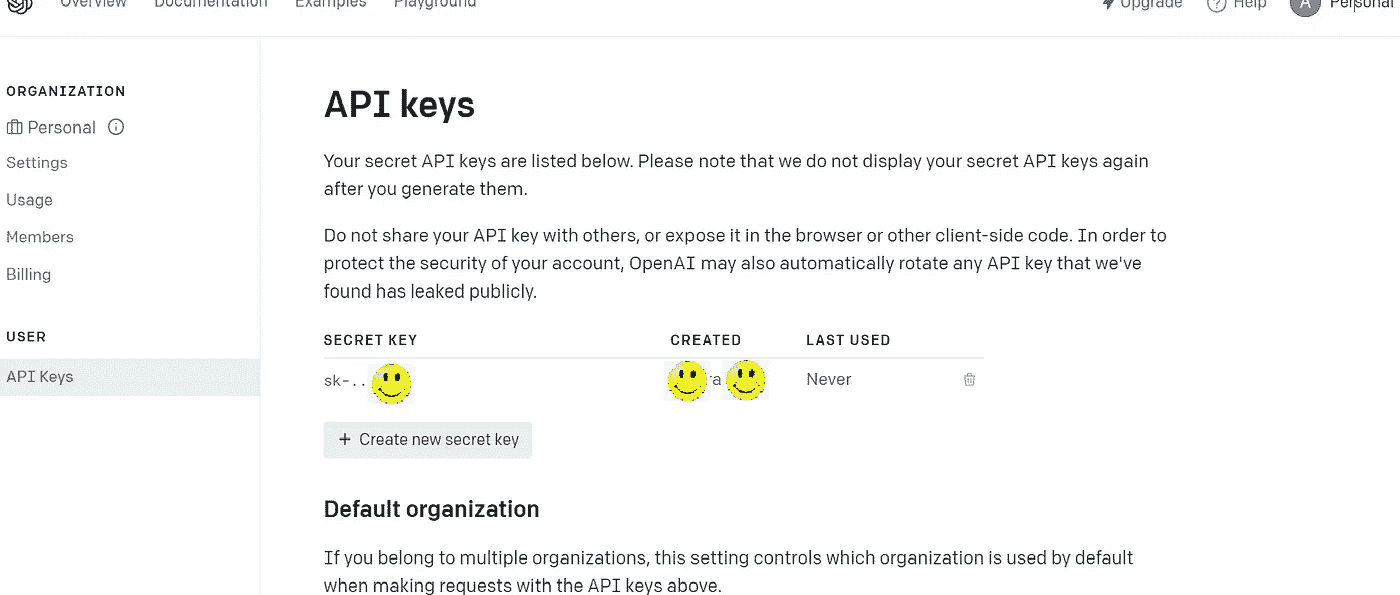 Overview Documentation Examples Playground Upgrade Help A Personal
ORGANIZATION
Personal
Settings
Usage
Members
Billing
USER
API Keys
API keys
Your secret API keys are listed below. Please note that we do not display your secret API keys again
after you generate them.
Do not share your API key with others, or expose it in the browser or other client-side code. In order to
protect the security of your account, OpenAI may also automatically rotate any API key that we've
found has leaked publicly.
SECRET KEY CREATED LAST USED
sk-.. Never
+ Create new secret key
Default organization
If you belong to multiple organizations, this setting controls which organization is used by default
when making requests with the API keys above.